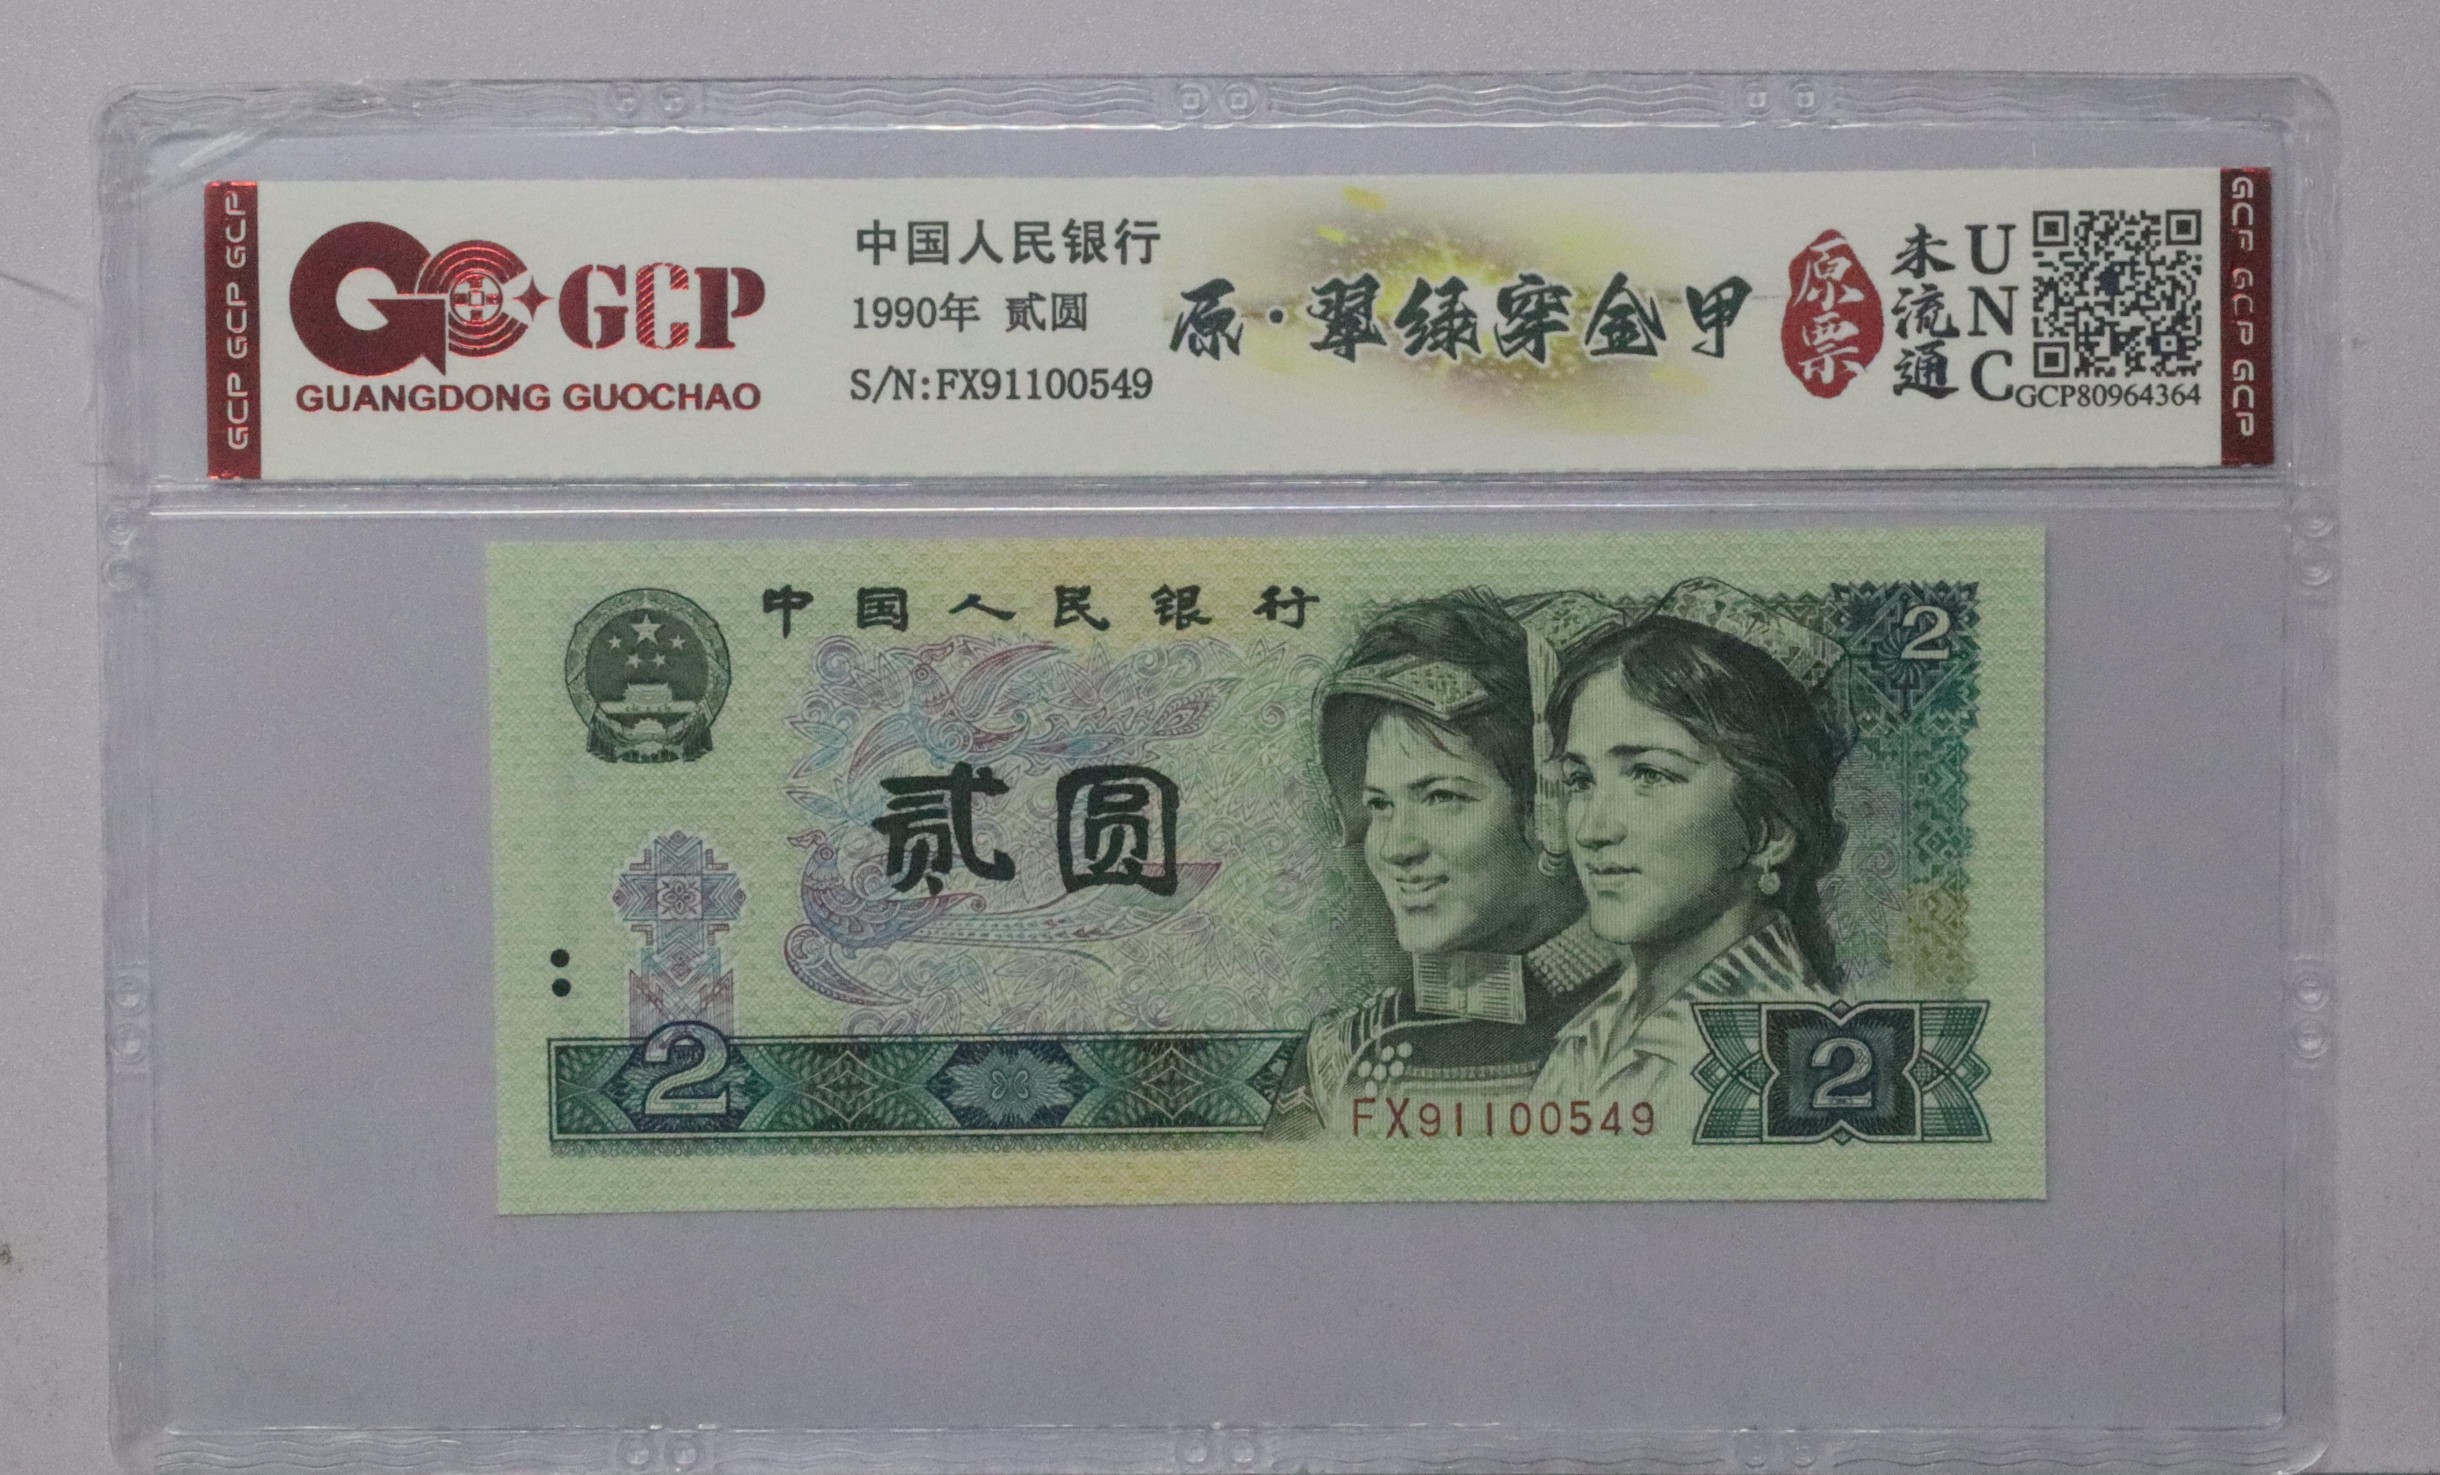 GCP GCP GCP
GCP
GUANGDONG GUOCHAO
中国人民银行
1990年 贰圆
S/N:FX91100549
原·翠绿穿金甲
原票
未流通
UNC
GCP80964364
GCP GCP GCP
中国人民银行
2
贰圆
2
FX91100549
2